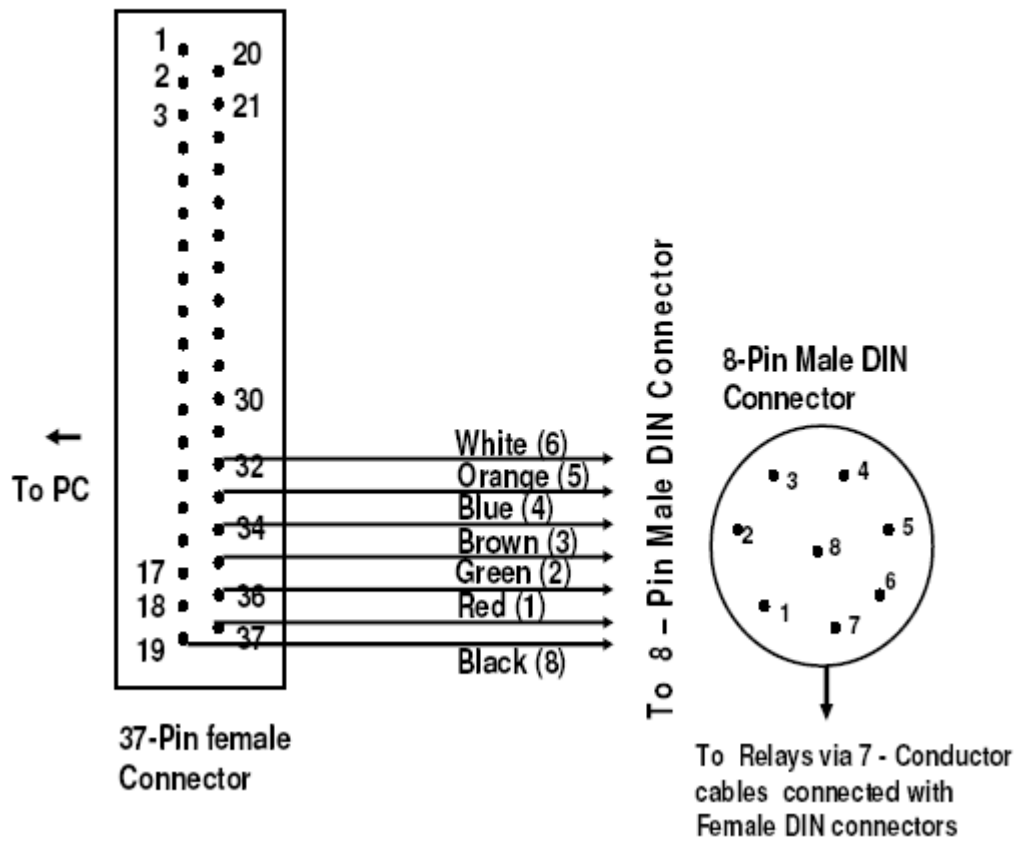 1
20
2
21
3
30
32
34
17
36
18
37
19
To PC
White (6)
Orange (5)
Blue (4)
Brown (3)
Green (2)
Red (1)
Black (8)
To 8 - Pin Male DIN Connector
8-Pin Male DIN
Connector
3
4
2
5
8
6
1
7
37-Pin female
Connector
To Relays via 7 - Conductor
cables connected with
Female DIN connectors